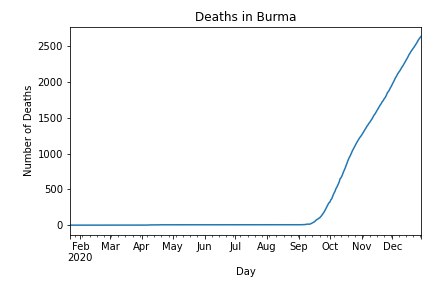 Deaths in Burma
Number of Deaths
2500
2000
1500
1000
500
0
Feb Mar Apr May Jun Jul Aug Sep Oct Nov Dec
2020
Day